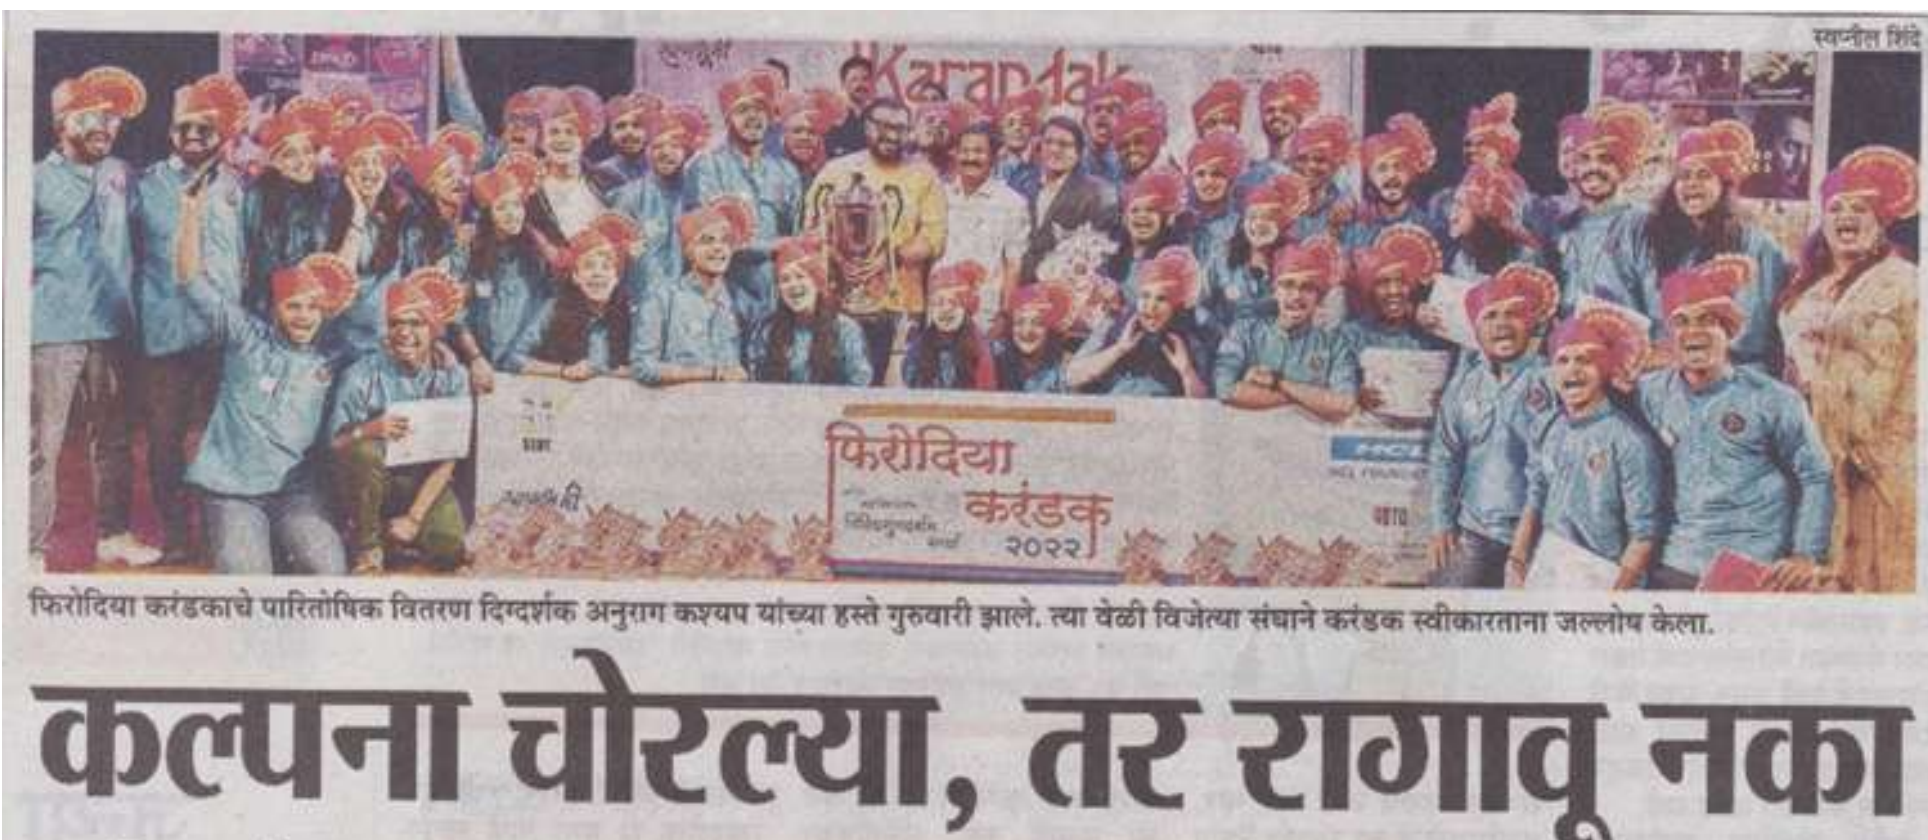 स्वप्नील शिंदे
Karandak
फिरोदिया
करंडक
२०२२
फिरोदिया करंडकाचे पारितोषिक वितरण दिग्दर्शक अनुराग कश्यप यांच्या हस्ते गुरुवारी झाले. त्या वेळी विजेत्या संघाने करंडक स्वीकारताना जल्लोष केला.
कल्पना चोरल्या, तर रागावू नका